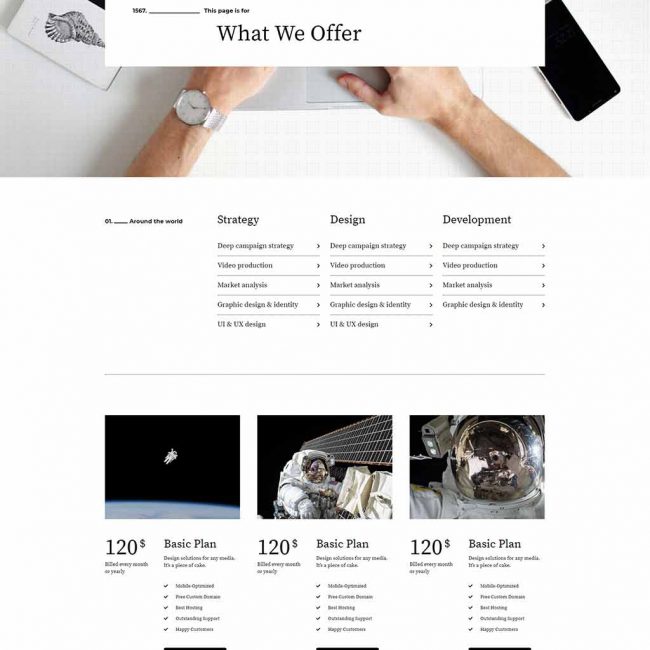 1567. This page is for
What We Offer
01. Around the world
Strategy
Deep campaign strategy
Video production
Market analysis
Graphic design & identity
UI & UX design
Design
Deep campaign strategy
Video production
Market analysis
Graphic design & identity
UI & UX design
Development
Deep campaign strategy
Video production
Market analysis
Graphic design & identity
120$
Billed every month
or yearly
Basic Plan
Design solutions for any media.
It's a piece of cake.
Mobile-Optimized
Free Custom Domain
Best Hosting
Outstanding Support
Happy Customers
120$
Billed every month
or yearly
Basic Plan
Design solutions for any media.
It's a piece of cake.
Mobile-Optimized
Free Custom Domain
Best Hosting
Outstanding Support
Happy Customers
120$
Billed every month
or yearly
Basic Plan
Design solutions for any media.
It's a piece of cake.
Mobile-Optimized
Free Custom Domain
Best Hosting
Outstanding Support
Happy Customers